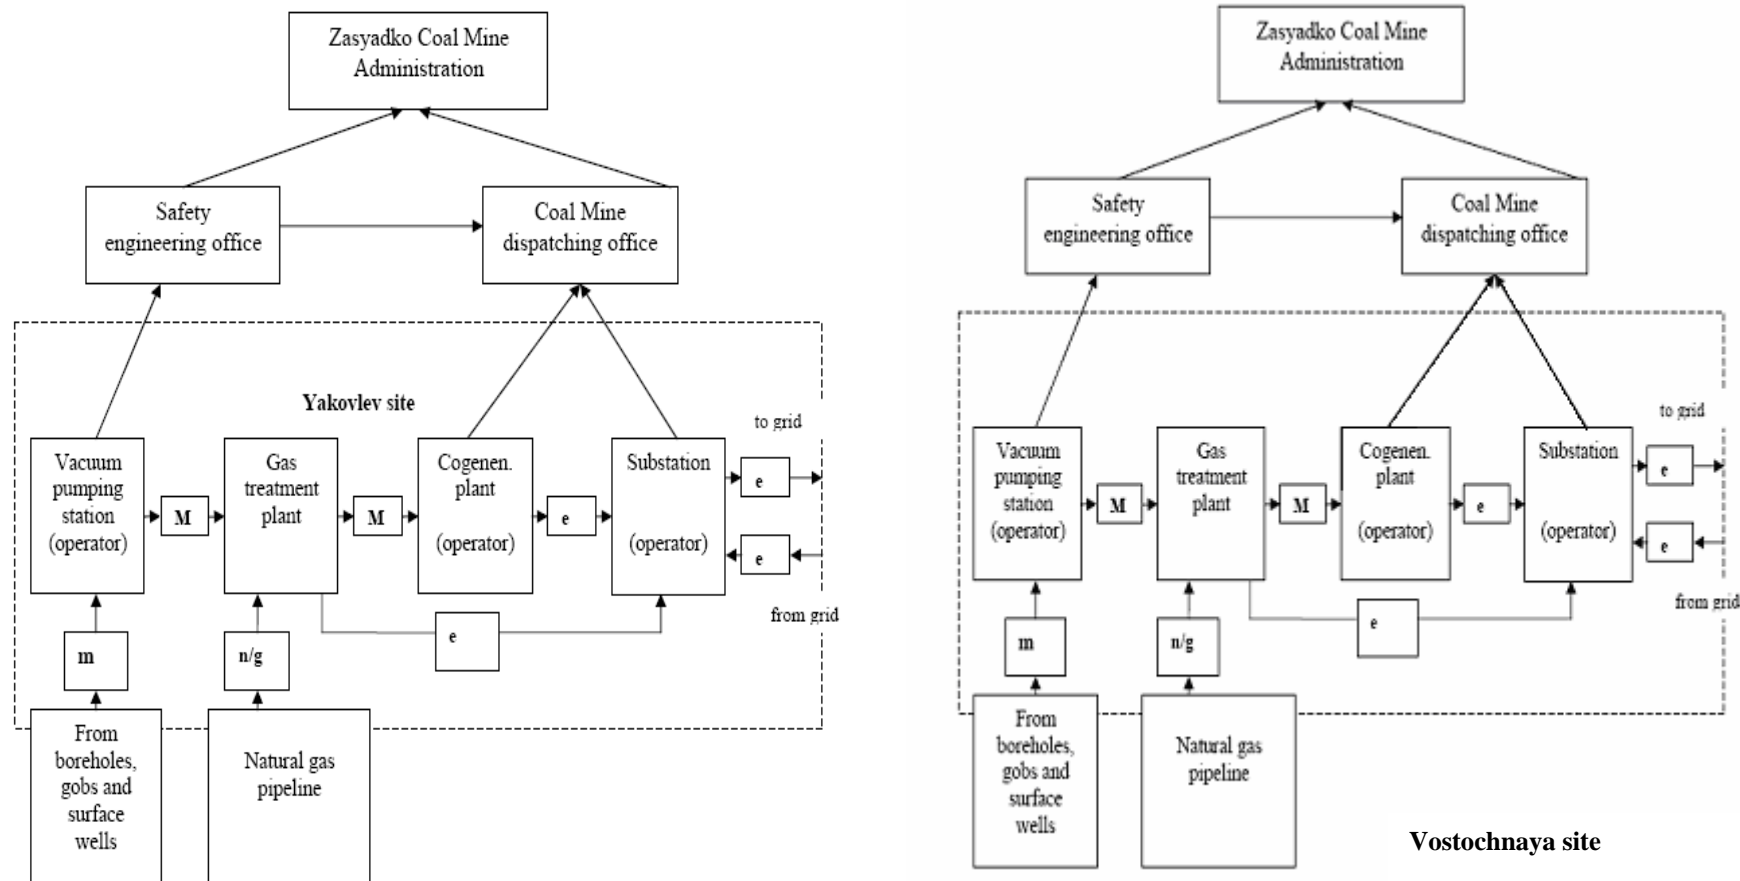 Zasyadko Coal Mine
Administration
Safety
engineering office
Coal Mine
dispatching office
Yakovlev site
to grid
Vacuum
pumping
station
(operator)
M
Gas
treatment
plant
M
Cogenen.
plant
(operator)
e
Substation
(operator)
e
e
from grid
m
n/g
e
From
boreholes,
gobs and
surface
wells
Natural gas
pipeline
Zasyadko Coal Mine
Administration
Safety
engineering office
Coal Mine
dispatching office
to grid
Vacuum
pumping
station
(operator)
M
Gas
treatment
plant
M
Cogenen.
plant
(operator)
e
Substation
(operator)
e
e
from grid
m
n/g
e
From
boreholes,
gobs and
surface
wells
Natural gas
pipeline
Vostochnaya site